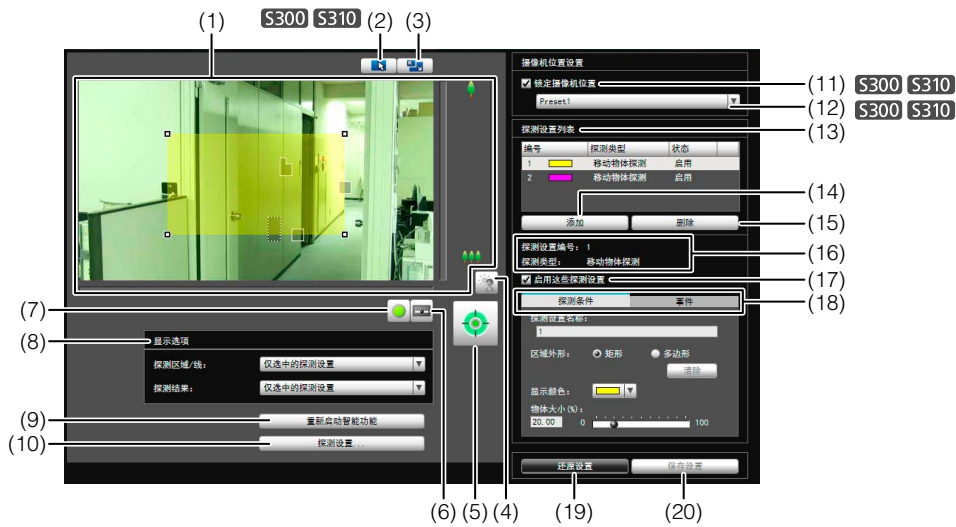 (1) S300 S310 (2) (3)
摄像机位置设置
锁定摄像机位置 (11) S300 S310
Preset1 (12) S300 S310
探测设置列表 (13)
编号 探测类型 状态
1 移动物体探测 启用
2 移动物体探测 启用
(14)
添加 删除 (15)
探测设置编号： 1 (16)
探测类型： 移动物体探测
启用这些探测设置 (17)
探测条件 事件 (18)
探测设置名称：
1
区域外形： 矩形 多边形
清除
显示颜色：
物体大小(%)：
20.00 0 100
还原设置 保存设置
(7)
(8) 显示选项
探测区域/线： 仅选中的探测设置
探测结果： 仅选中的探测设置
(9) 重新启动智能功能
(10) 探测设置...
(6) (5) (4) (19) (20)